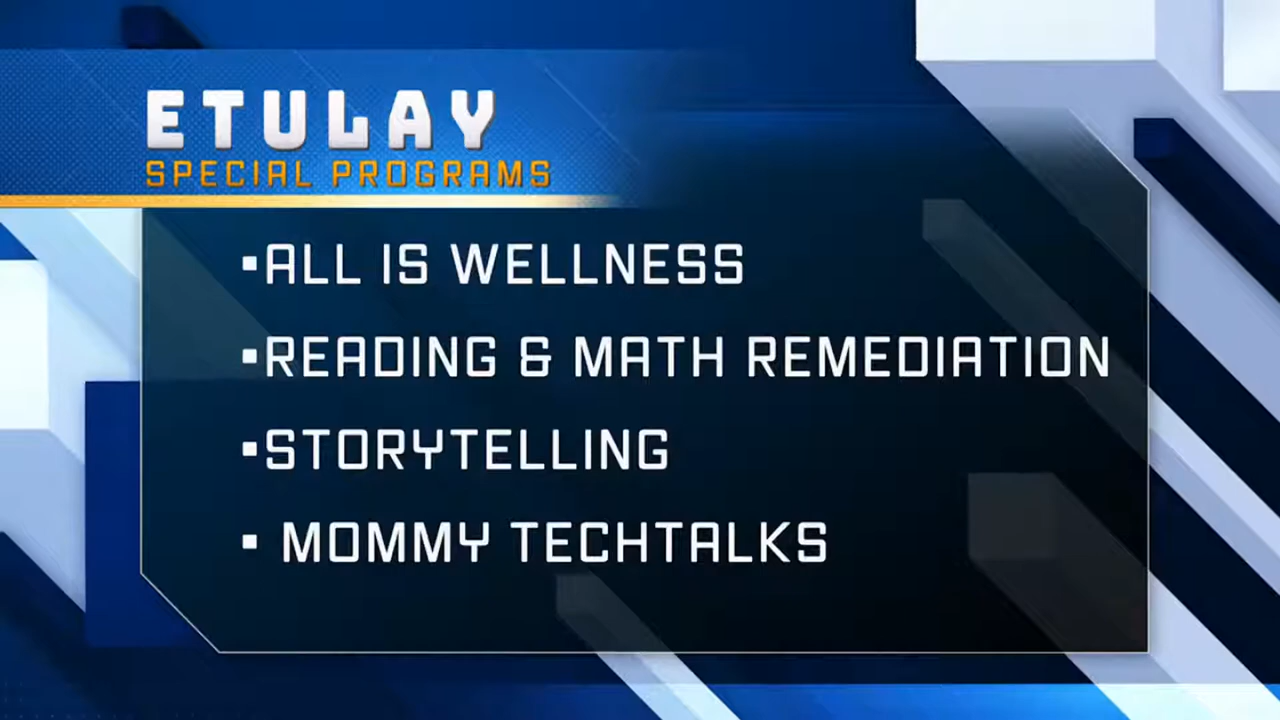 ETULAY
SPECIAL PROGRAMS
▪ALL IS WELLNESS
▪READING & MATH REMEDIATION
▪STORYTELLING
▪ MOMMY TECHTALKS